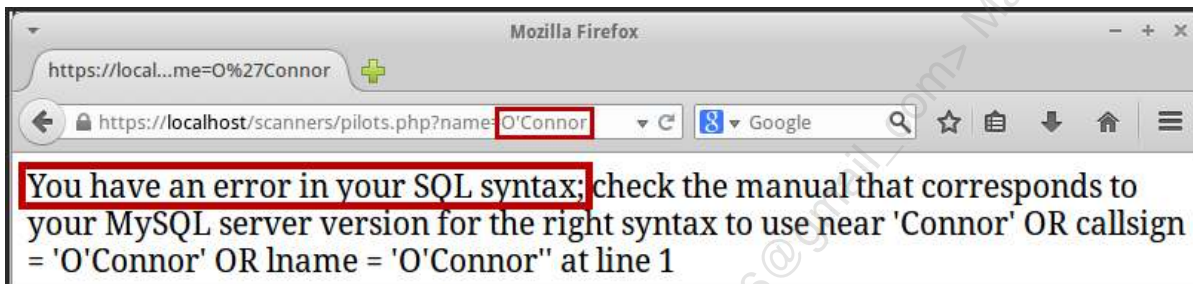 Mozilla Firefox
https://local...me=O%27Connor
https://localhost/scanners/pilots.php?name=O'Connor
Google
You have an error in your SQL syntax; check the manual that corresponds to
your MySQL server version for the right syntax to use near 'Connor' OR callsign
= 'O'Connor' OR lname = 'O'Connor'' at line 1